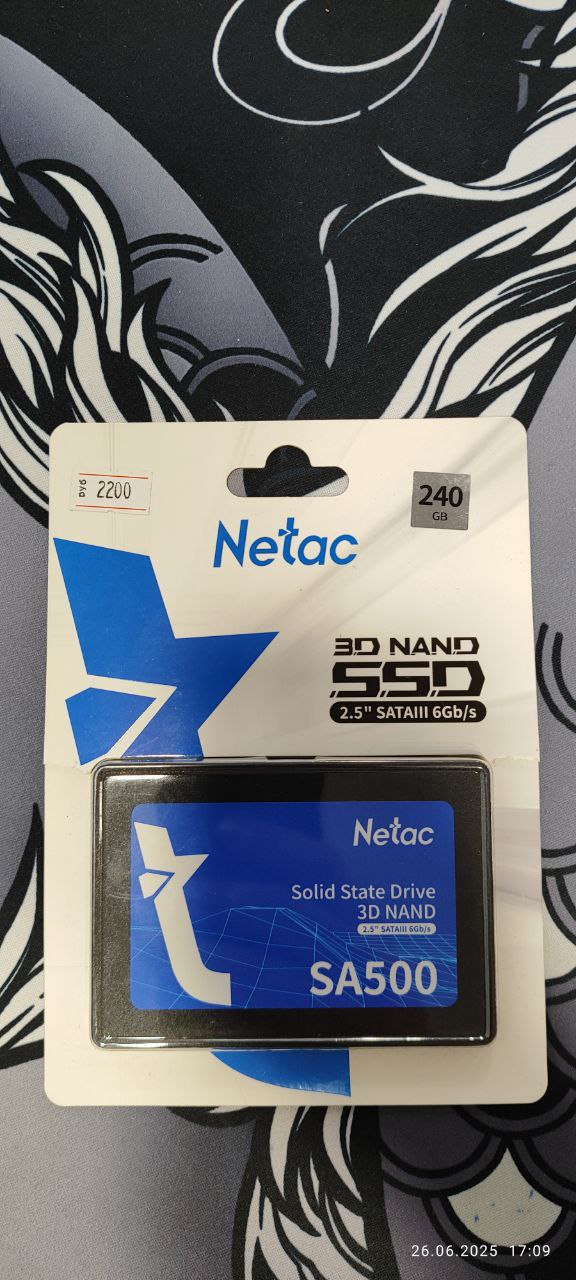 руб 2200
240
GB
Netac
3D NAND
SSD
2.5" SATAIII 6Gb/s
Netac
Solid State Drive
3D NAND
2.5" SATAIII 6Gb/s
SA500
26.06.2025 17:09